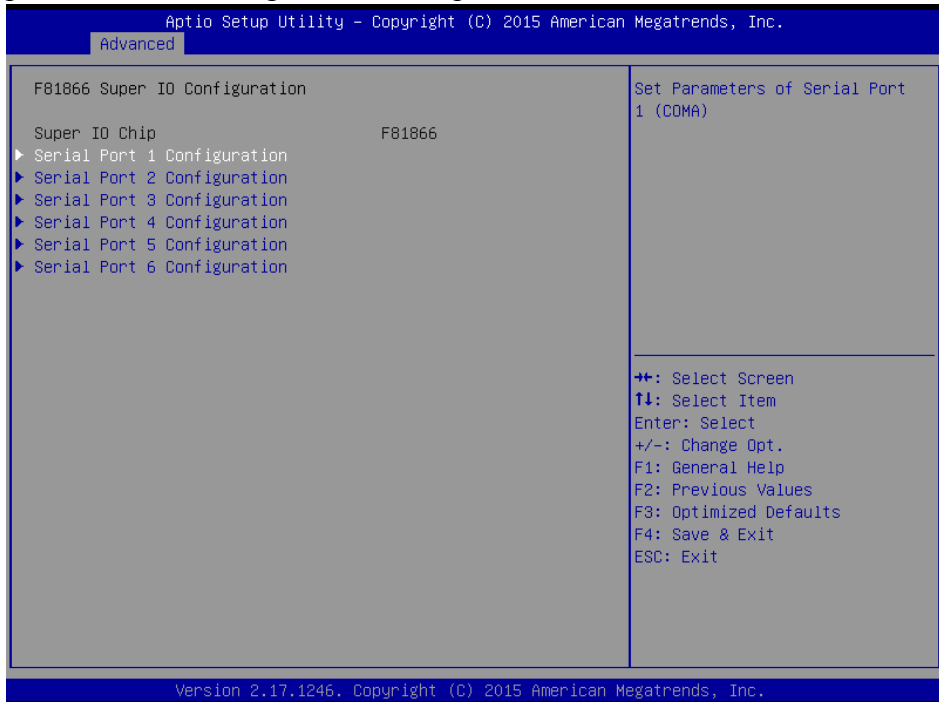 Aptio Setup Utility – Copyright (C) 2015 American Megatrends, Inc.
Advanced
F81866 Super IO Configuration
Super IO Chip F81866
Serial Port 1 Configuration
Serial Port 2 Configuration
Serial Port 3 Configuration
Serial Port 4 Configuration
Serial Port 5 Configuration
Serial Port 6 Configuration
Set Parameters of Serial Port
1 (COMA)
→←: Select Screen
↑↓: Select Item
Enter: Select
+/-: Change Opt.
F1: General Help
F2: Previous Values
F3: Optimized Defaults
F4: Save & Exit
ESC: Exit
Version 2.17.1246. Copyright (C) 2015 American Megatrends, Inc.